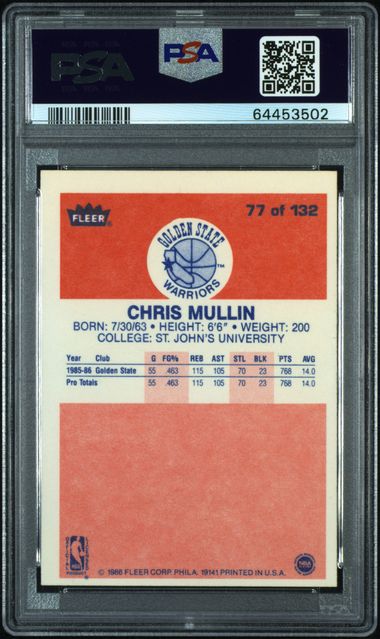 PSA
PSA
64453502
FLEER
77 of 132
GOLDEN STATE
WARRIORS
TM
CHRIS MULLIN
BORN: 7/30/63 • HEIGHT: 6'6" • WEIGHT: 200
COLLEGE: ST. JOHN'S UNIVERSITY
Year Club G FG% REB AST STL BLK PTS AVG
1985-86 Golden State 55 .463 115 105 70 23 768 14.0
Pro Totals 55 .463 115 105 70 23 768 14.0
© 1986 FLEER CORP. PHILA. 19141 PRINTED IN U.S.A.